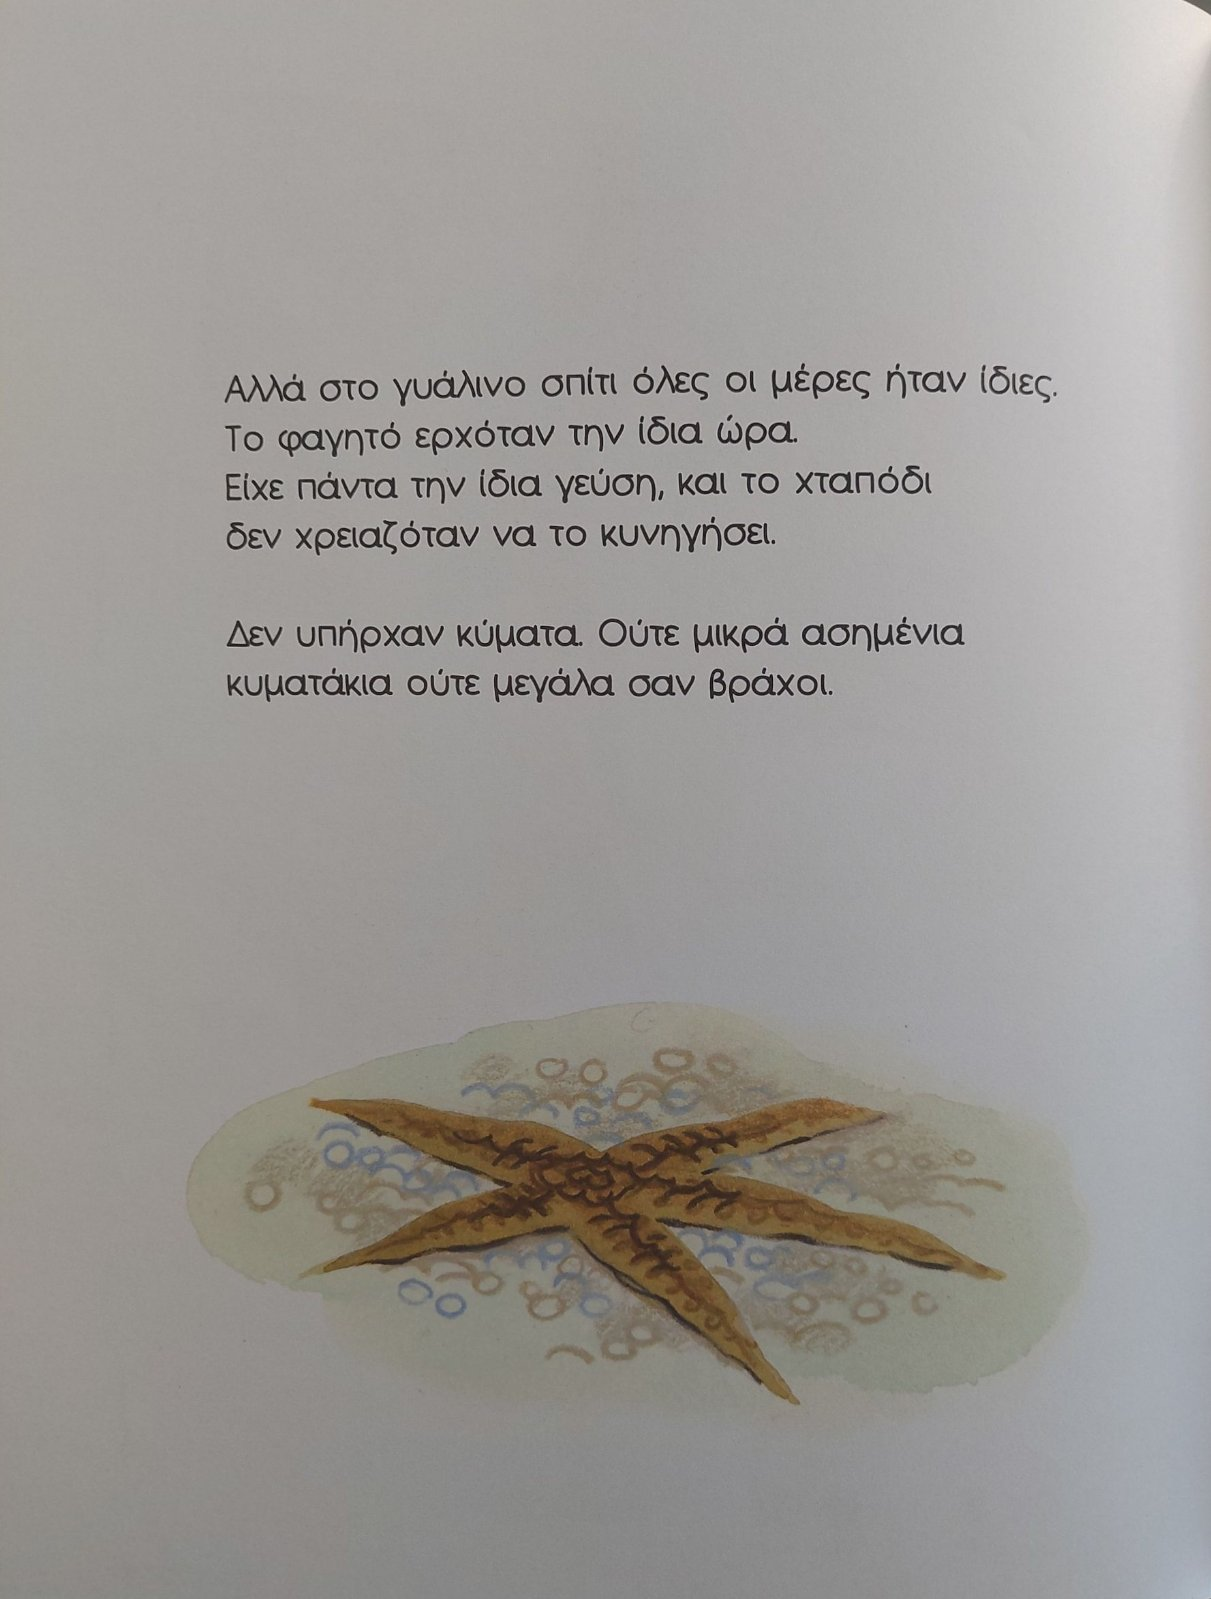 Αλλά στο γυάλινο σπίτι όλες οι μέρες ήταν ίδιες.
Το φαγητό ερχόταν την ίδια ώρα.
Είχε πάντα την ίδια γεύση, και το χταπόδι
δεν χρειαζόταν να το κυνηγήσει.
Δεν υπήρχαν κύματα. Ούτε μικρά ασημένια
κυματάκια ούτε μεγάλα σαν βράχοι.